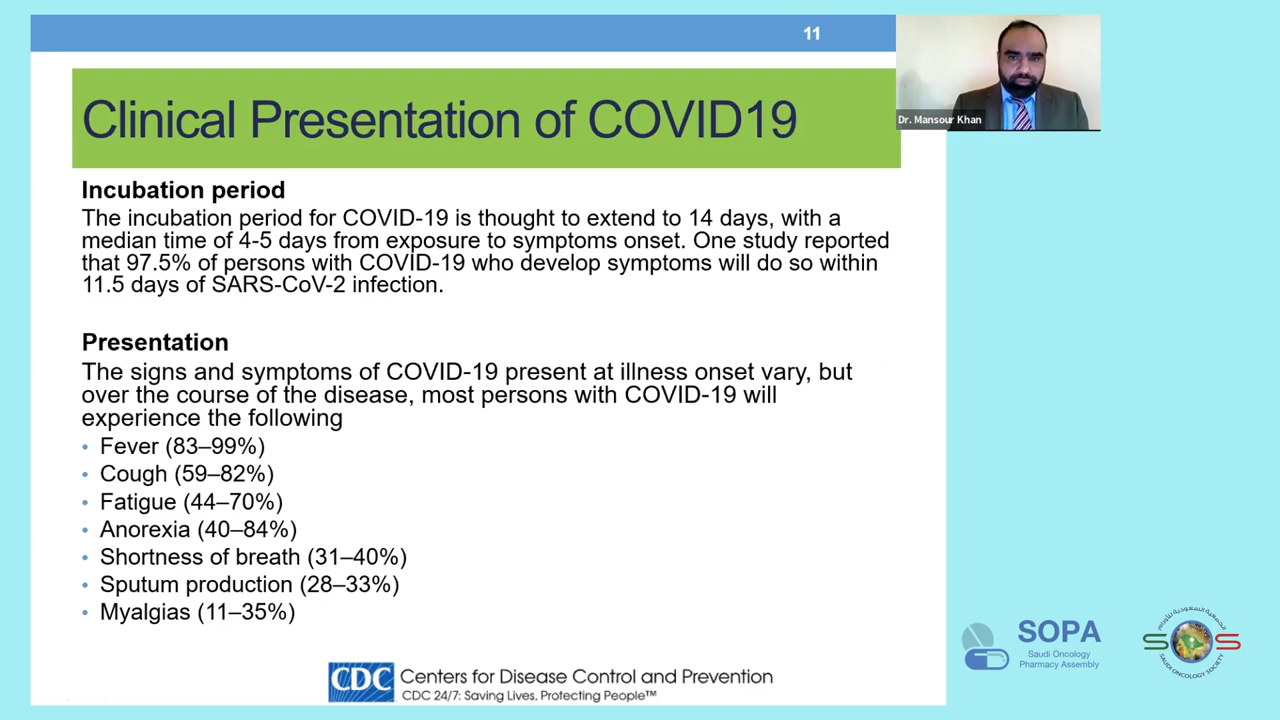 11
Dr. Mansour Khan
Clinical Presentation of COVID19
Incubation period
The incubation period for COVID-19 is thought to extend to 14 days, with a
median time of 4-5 days from exposure to symptoms onset. One study reported
that 97.5% of persons with COVID-19 who develop symptoms will do so within
11.5 days of SARS-CoV-2 infection.
Presentation
The signs and symptoms of COVID-19 present at illness onset vary, but
over the course of the disease, most persons with COVID-19 will
experience the following
• Fever (83–99%)
• Cough (59–82%)
• Fatigue (44–70%)
• Anorexia (40–84%)
• Shortness of breath (31–40%)
• Sputum production (28–33%)
• Myalgias (11–35%)
CDC
Centers for Disease Control and Prevention
CDC 24/7: Saving Lives, Protecting People™
SOPA
Saudi Oncology
Pharmacy Assembly
الجمعية السعودية للأورام
SOS
SAUDI ONCOLOGY SOCIETY